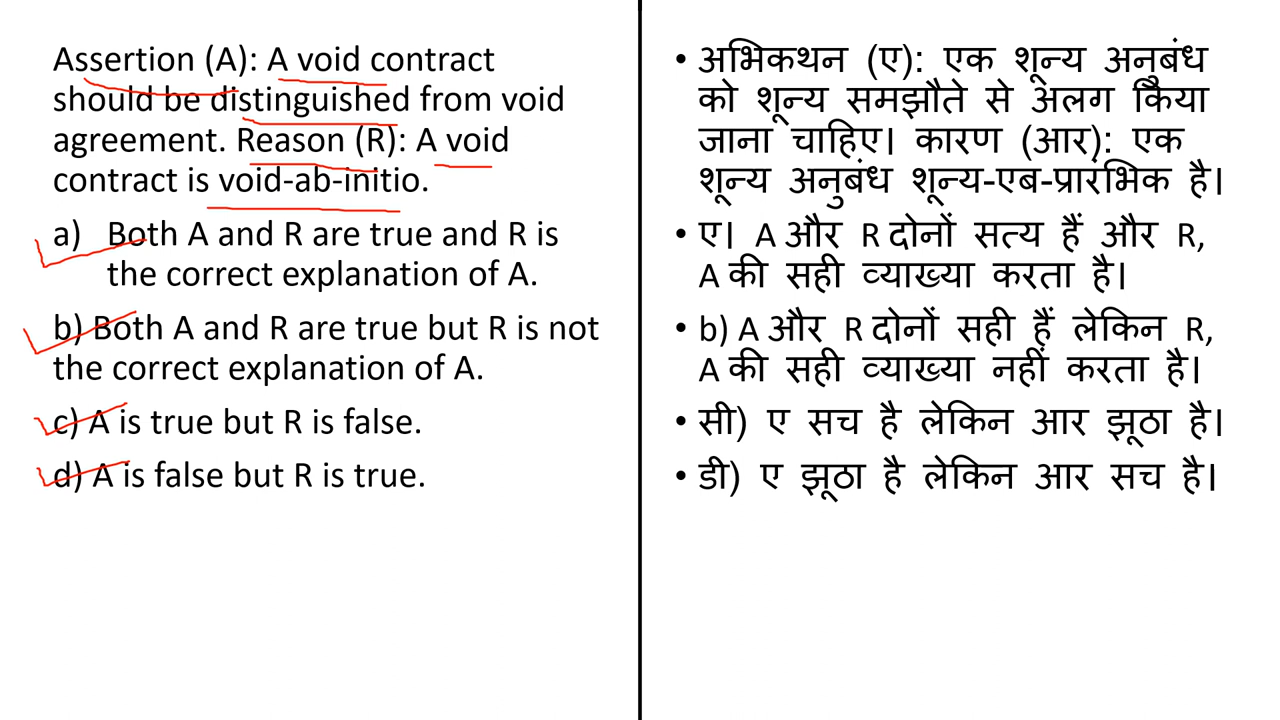 Assertion (A): A void contract
should be distinguished from void
agreement. Reason (R): A void
contract is void-ab-initio.
a) Both A and R are true and R is
the correct explanation of A.
b) Both A and R are true but R is not
the correct explanation of A.
c) A is true but R is false.
d) A is false but R is true.
• अभिकथन (ए): एक शून्य अनुबंध
को शून्य समझौते से अलग किया
जाना चाहिए। कारण (आर): एक
शून्य अनुबंध शून्य-एब-प्रारंभिक है।
• ए। A और R दोनों सत्य हैं और R,
A की सही व्याख्या करता है।
• b) A और R दोनों सही हैं लेकिन R,
A की सही व्याख्या नहीं करता है।
• सी) ए सच है लेकिन आर झूठा है।
• डी) ए झूठा है लेकिन आर सच है।